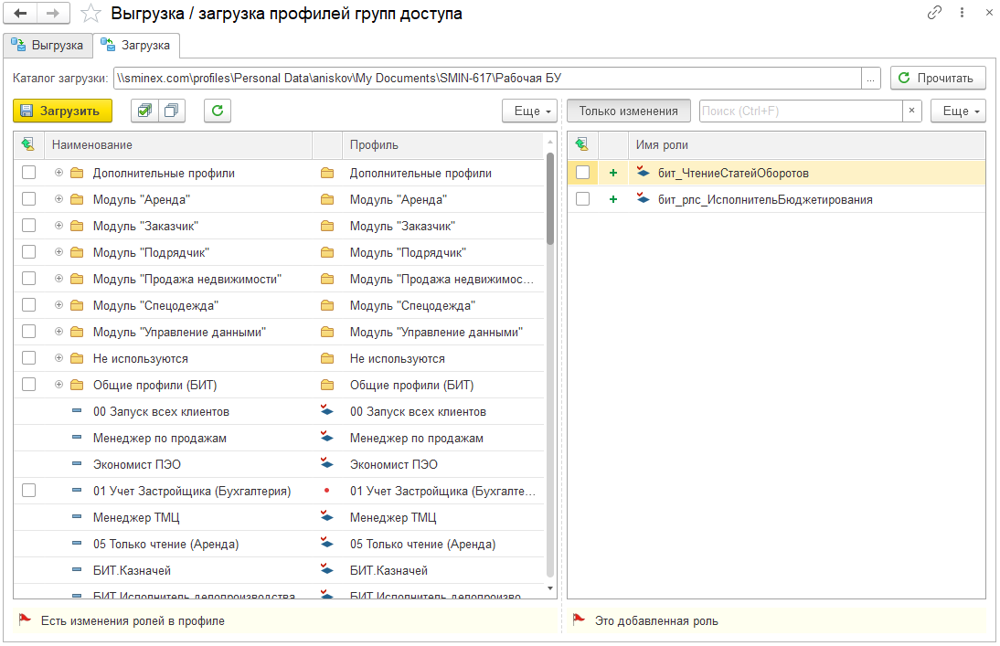 Выгрузка / загрузка профилей групп доступа
Выгрузка Загрузка
Каталог загрузки: \\sminex.com\profiles\Personal Data\aniskov\My Documents\SMIN-617\Рабочая БУ ... Прочитать
Загрузить Еще Только изменения Поиск (Ctrl+F) × Еще
Наименование Профиль Имя роли
Дополнительные профили Дополнительные профили бит_ЧтениеСтатейОборотов
Модуль "Аренда" Модуль "Аренда" бит_рлс_ИсполнительБюджетирования
Модуль "Заказчик" Модуль "Заказчик"
Модуль "Подрядчик" Модуль "Подрядчик"
Модуль "Продажа недвижимости" Модуль "Продажа недвижимос...
Модуль "Спецодежда" Модуль "Спецодежда"
Модуль "Управление данными" Модуль "Управление данными"
Не используются Не используются
Общие профили (БИТ) Общие профили (БИТ)
00 Запуск всех клиентов 00 Запуск всех клиентов
Менеджер по продажам Менеджер по продажам
Экономист ПЭО Экономист ПЭО
01 Учет Застройщика (Бухгалтерия) 01 Учет Застройщика (Бухгалте...
Менеджер ТМЦ Менеджер ТМЦ
05 Только чтение (Аренда) 05 Только чтение (Аренда)
БИТ.Казначей БИТ.Казначей
БИТ.Исполнитель делопроизводства БИТ.Исполнитель делопроизво...
Есть изменения ролей в профиле Это добавленная роль